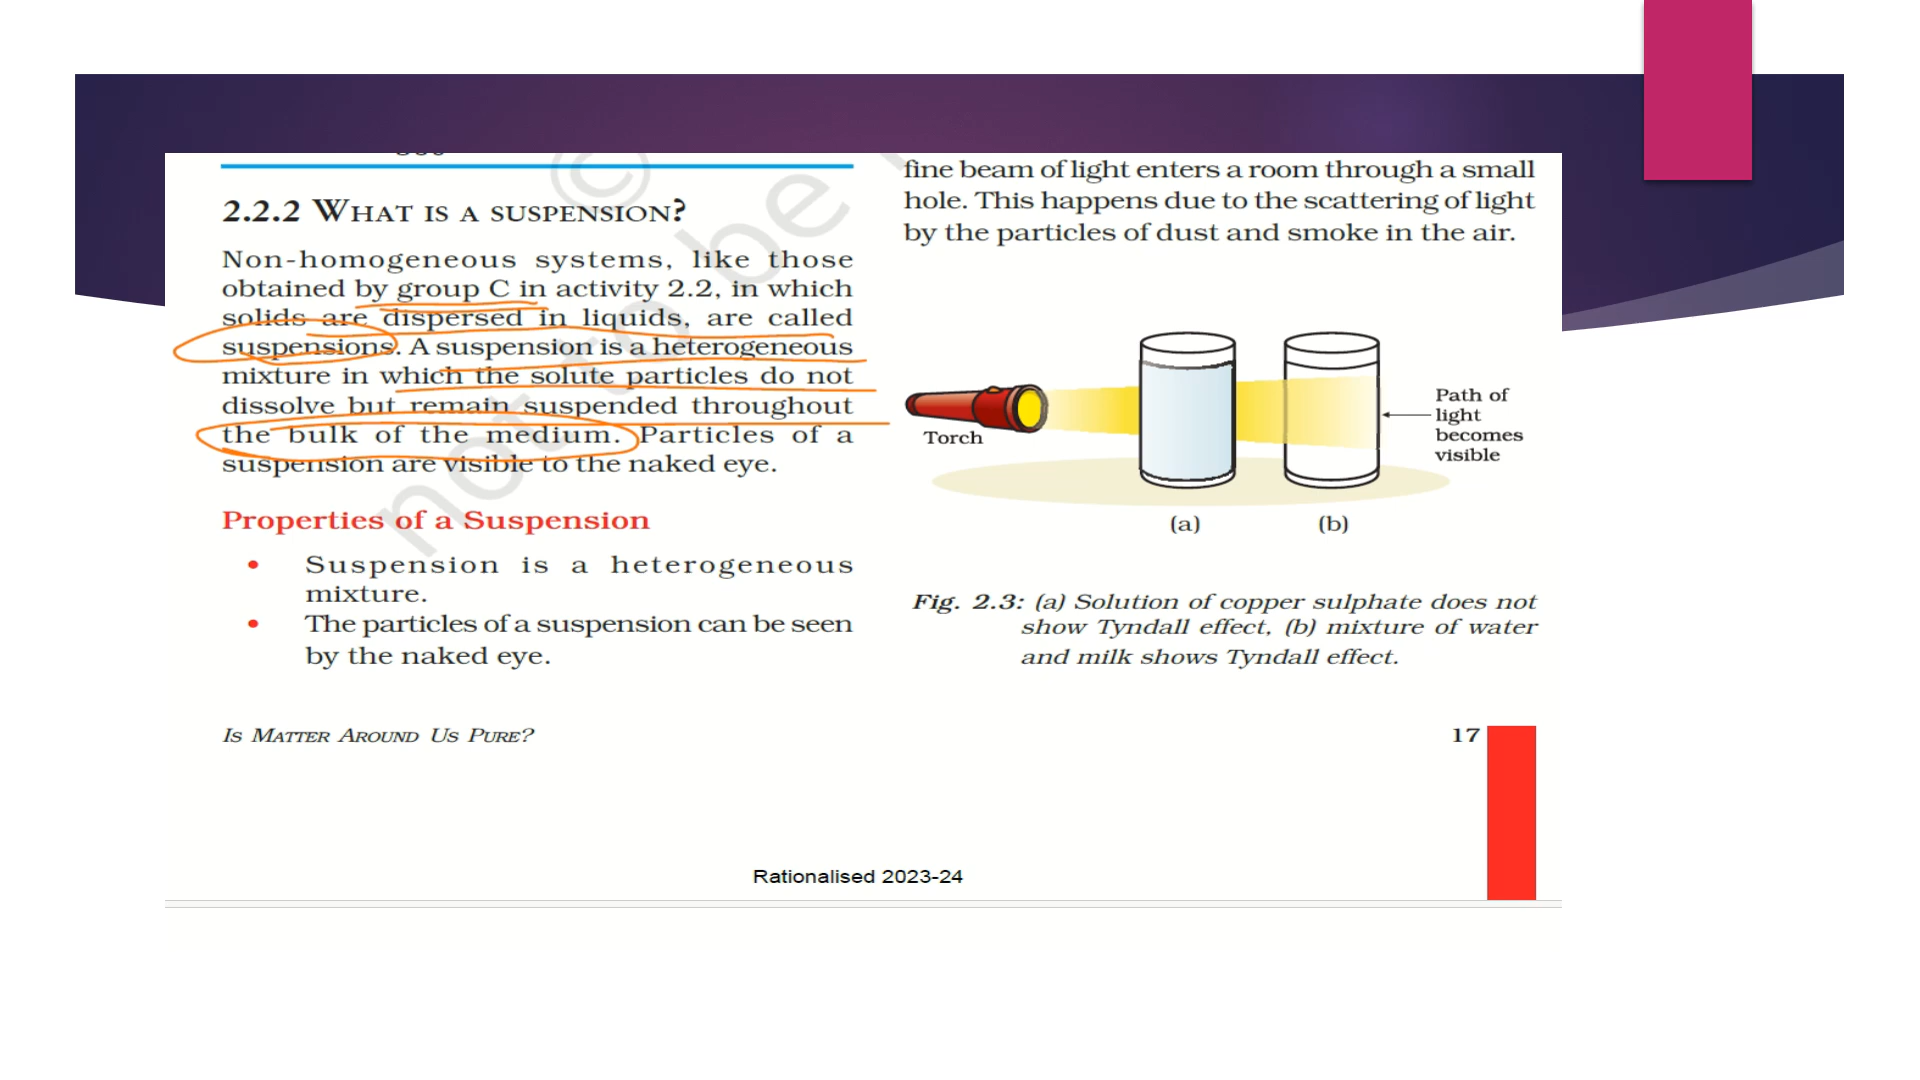 2.2.2 WHAT IS A SUSPENSION?
Non-homogeneous systems, like those
obtained by group C in activity 2.2, in which
solids are dispersed in liquids, are called
suspensions. A suspension is a heterogeneous
mixture in which the solute particles do not
dissolve but remain suspended throughout
the bulk of the medium. Particles of a
suspension are visible to the naked eye.
Properties of a Suspension
• Suspension is a heterogeneous
mixture.
• The particles of a suspension can be seen
by the naked eye.
fine beam of light enters a room through a small
hole. This happens due to the scattering of light
by the particles of dust and smoke in the air.
Torch
Path of
light
becomes
visible
(a)
(b)
Fig. 2.3: (a) Solution of copper sulphate does not
show Tyndall effect, (b) mixture of water
and milk shows Tyndall effect.
IS MATTER AROUND US PURE?
17
Rationalised 2023-24
©
not to be